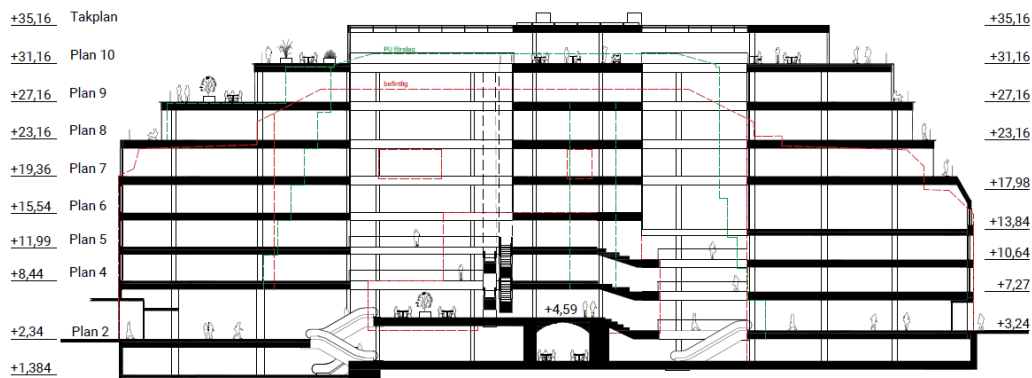 +35,16 Takplan +35,16
PU förslag
+31,16 Plan 10 +31,16
befintlig
+27,16 Plan 9 +27,16
+23,16 Plan 8 +23,16
+19,36 Plan 7 +17,98
+15,54 Plan 6 +13,84
+11,99 Plan 5 +10,64
+8,44 Plan 4 +7,27
+4,59
+2,34 Plan 2 +3,24
+1,384